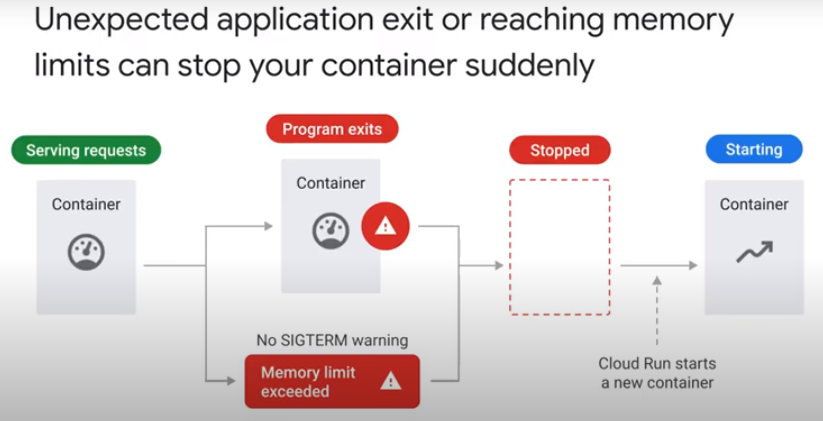 Unexpected application exit or reaching memory
limits can stop your container suddenly
Serving requests
Container
Program exits
Container
No SIGTERM warning
Memory limit
exceeded
Stopped
Starting
Container
Cloud Run starts
a new container